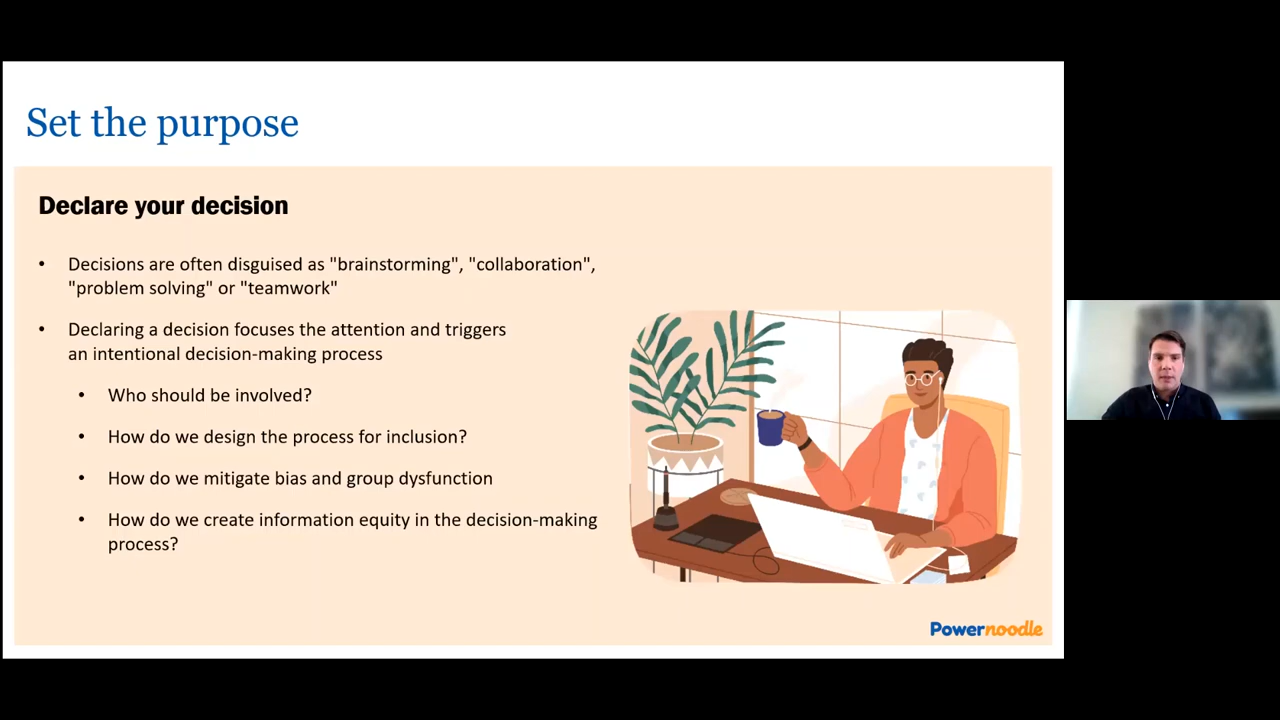 Set the purpose
Declare your decision
• Decisions are often disguised as "brainstorming", "collaboration",
"problem solving" or "teamwork"
• Declaring a decision focuses the attention and triggers
an intentional decision-making process
• Who should be involved?
• How do we design the process for inclusion?
• How do we mitigate bias and group dysfunction
• How do we create information equity in the decision-making
process?
Powernoodle